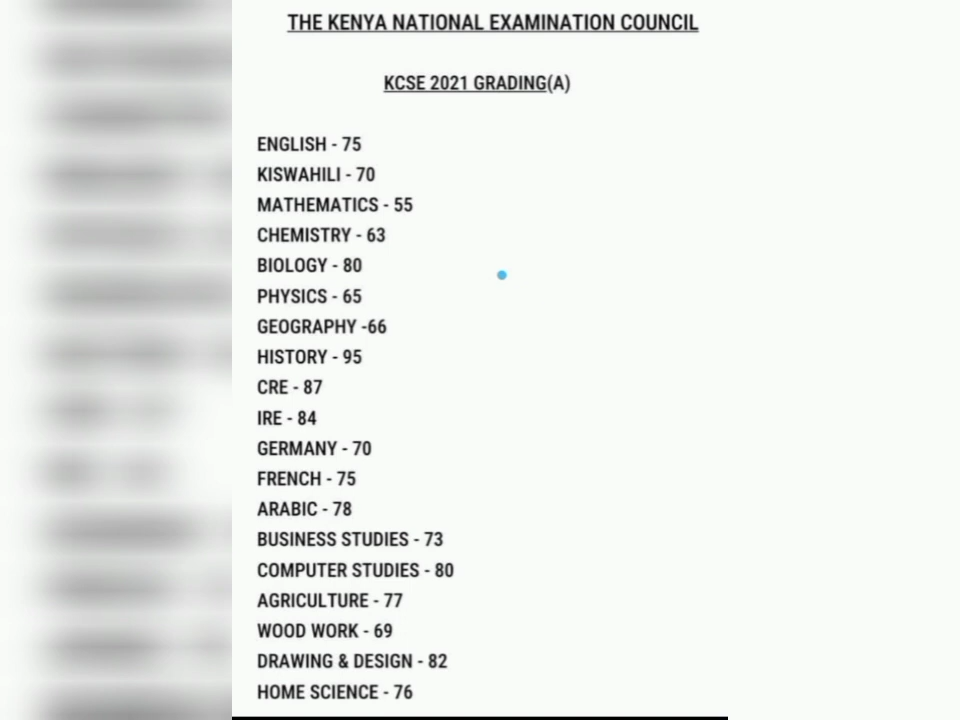 THE KENYA NATIONAL EXAMINATION COUNCIL
KCSE 2021 GRADING(A)
ENGLISH - 75
KISWAHILI - 70
MATHEMATICS - 55
CHEMISTRY - 63
BIOLOGY - 80
PHYSICS - 65
GEOGRAPHY -66
HISTORY - 95
CRE - 87
IRE - 84
GERMANY - 70
FRENCH - 75
ARABIC - 78
BUSINESS STUDIES - 73
COMPUTER STUDIES - 80
AGRICULTURE - 77
WOOD WORK - 69
DRAWING & DESIGN - 82
HOME SCIENCE - 76